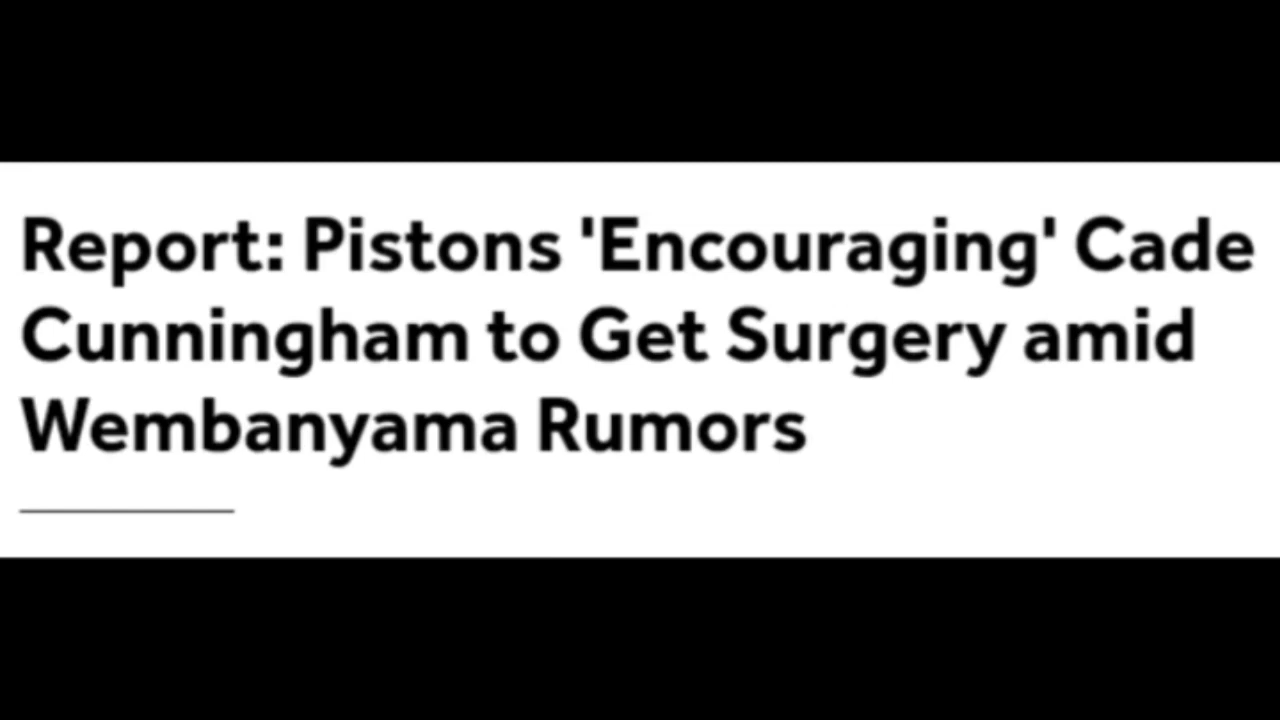 Report: Pistons 'Encouraging' Cade
Cunningham to Get Surgery amid
Wembanyama Rumors